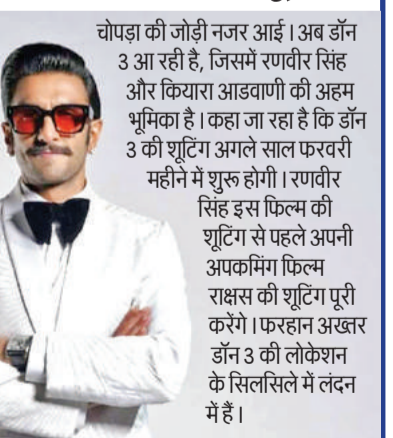 चोपड़ा की जोड़ी नजर आई। अब डॉन
3 आ रही है, जिसमें रणवीर सिंह
और कियारा आडवाणी की अहम
भूमिका है। कहा जा रहा है कि डॉन
3 की शूटिंग अगले साल फरवरी
महीने में शुरू होगी। रणवीर
सिंह इस फिल्म की
शूटिंग से पहले अपनी
अपकमिंग फिल्म
राक्षस की शूटिंग पूरी
करेंगे। फरहान अख्तर
डॉन 3 की लोकेशन
के सिलसिले में लंदन
में हैं।